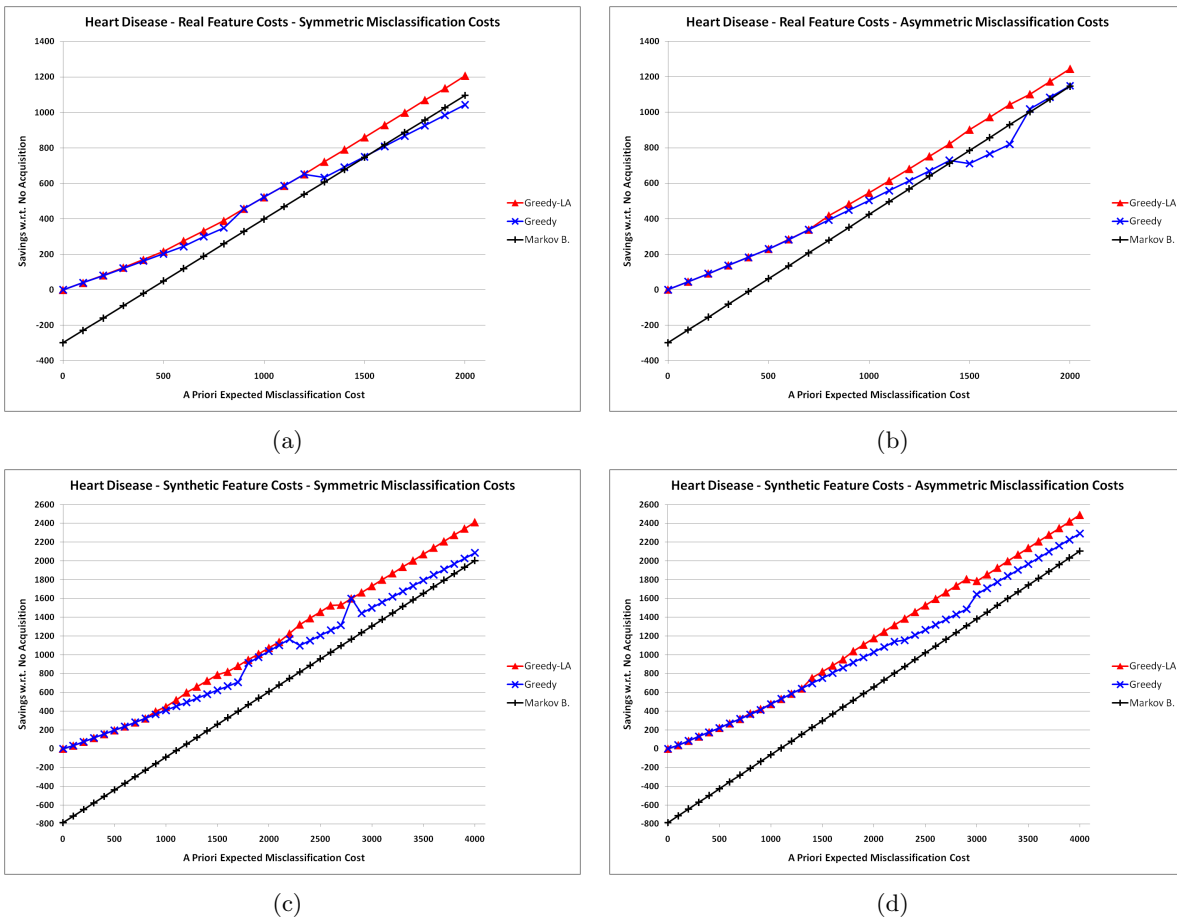 Heart Disease - Real Feature Costs - Symmetric Misclassification Costs
1400
1200
1000
800
600
400
200
0
-200
-400
Savings w.r.t. No Acquisition
0 500 1000 1500 2000
A Priori Expected Misclassification Cost
Greedy-LA
Greedy
Markov B.
(a)
Heart Disease - Real Feature Costs - Asymmetric Misclassification Costs
1400
1200
1000
800
600
400
200
0
-200
-400
Savings w.r.t. No Acquisition
0 500 1000 1500 2000
A Priori Expected Misclassification Cost
Greedy-LA
Greedy
Markov B.
(b)
Heart Disease - Synthetic Feature Costs - Symmetric Misclassification Costs
2600
2400
2200
2000
1800
1600
1400
1200
1000
800
600
400
200
0
-200
-400
-600
-800
Savings w.r.t. No Acquisition
0 500 1000 1500 2000 2500 3000 3500 4000
A Priori Expected Misclassification Cost
Greedy-LA
Greedy
Markov B.
(c)
Heart Disease - Synthetic Feature Costs - Asymmetric Misclassification Costs
2600
2400
2200
2000
1800
1600
1400
1200
1000
800
600
400
200
0
-200
-400
-600
-800
Savings w.r.t. No Acquisition
0 500 1000 1500 2000 2500 3000 3500 4000
A Priori Expected Misclassification Cost
Greedy-LA
Greedy
Markov B.
(d)